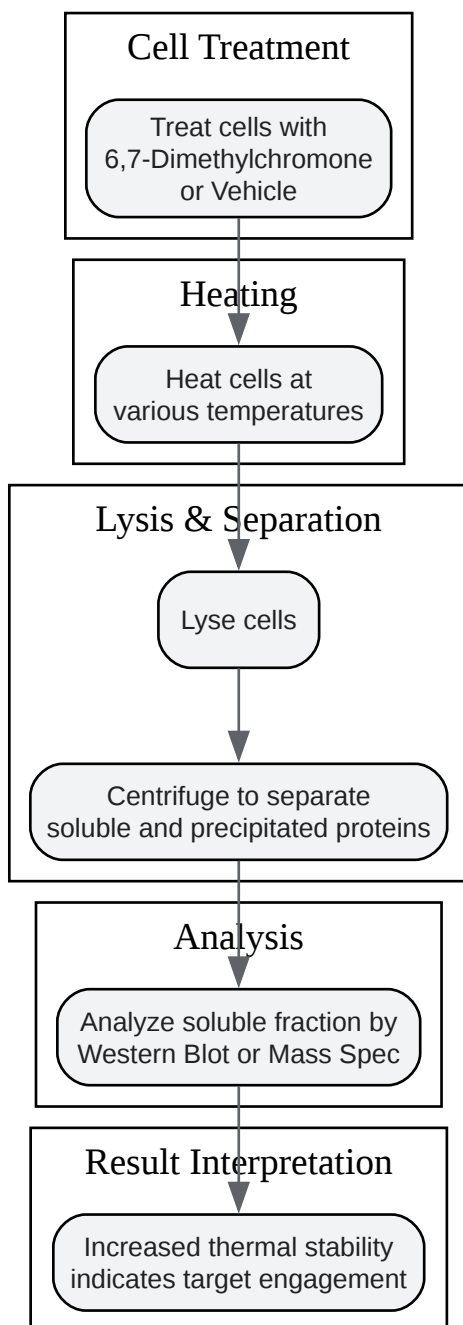 Cell Treatment
Treat cells with
6,7-Dimethylchromone
or Vehicle
Heating
Heat cells at
various temperatures
Lysis & Separation
Lyse cells
Centrifuge to separate
soluble and precipitated proteins
Analysis
Analyze soluble fraction by
Western Blot or Mass Spec
Result Interpretation
Increased thermal stability
indicates target engagement